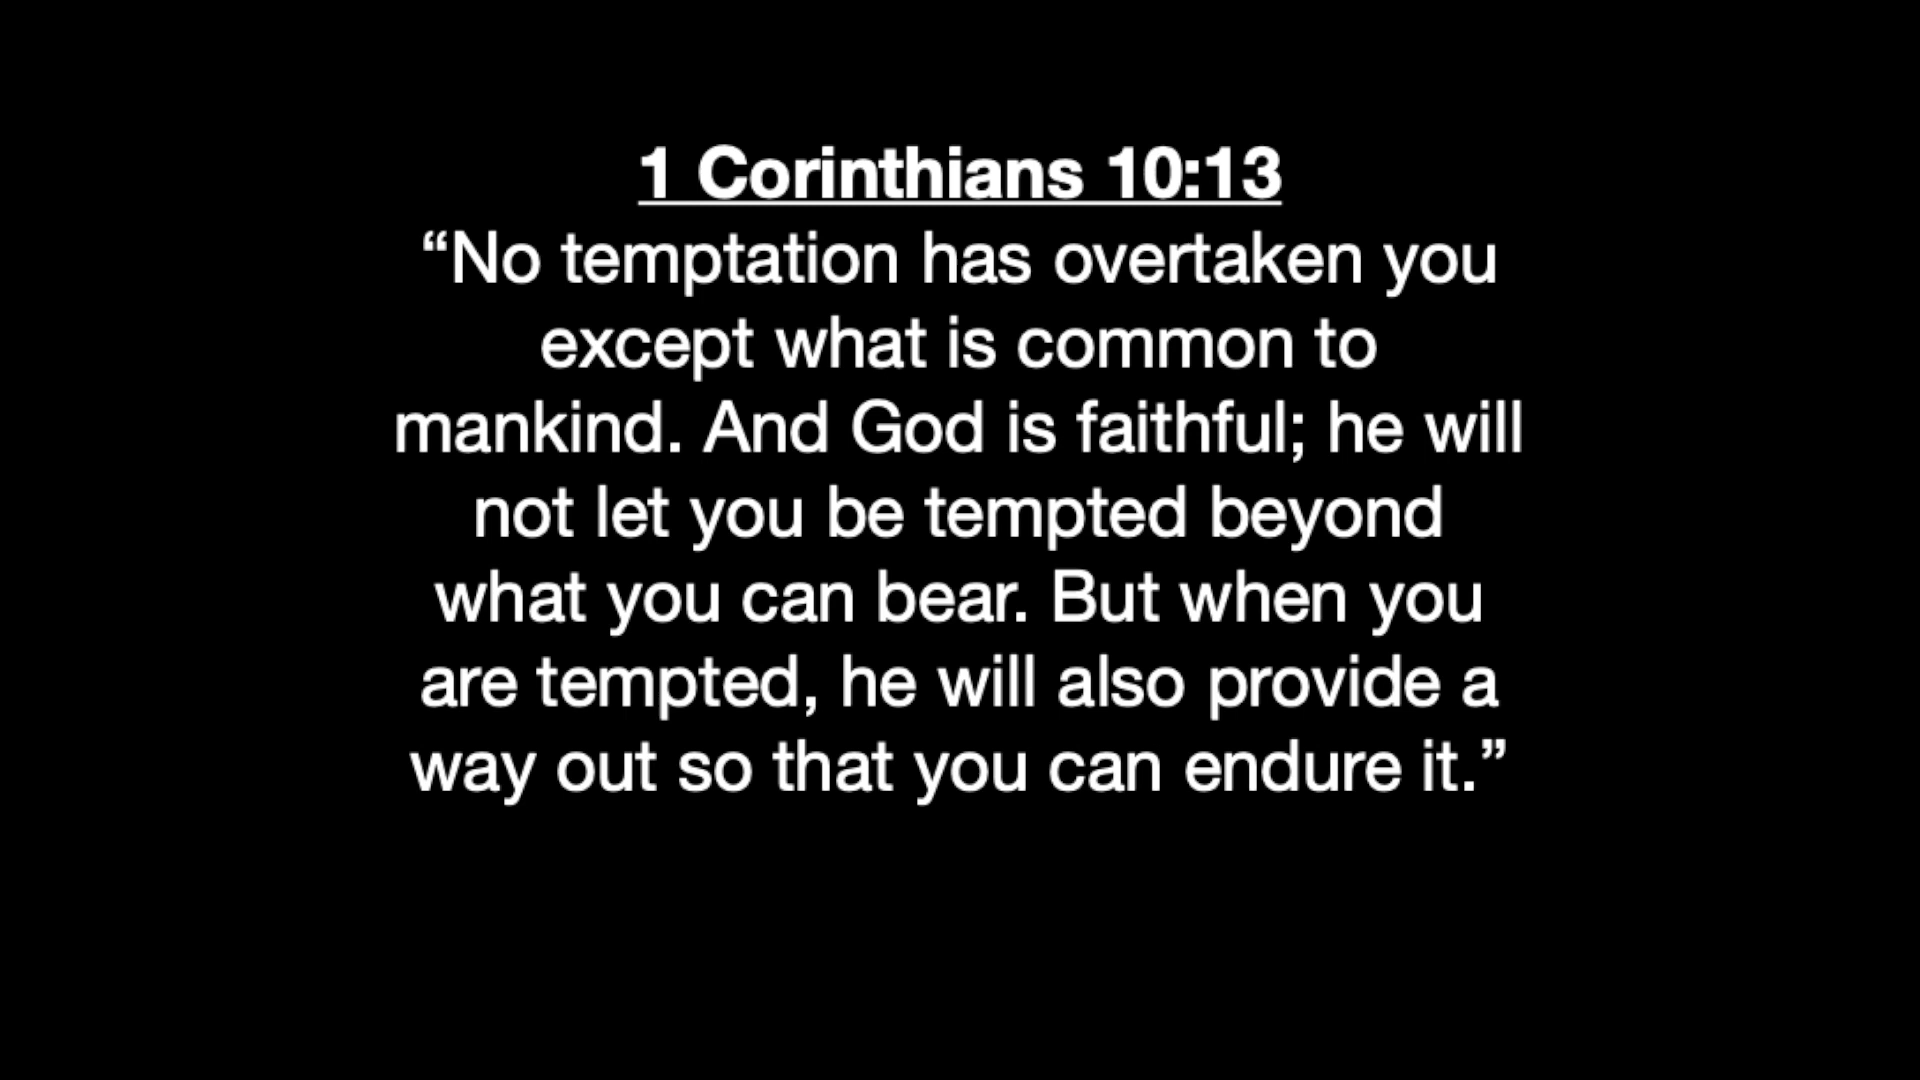 1 Corinthians 10:13
“No temptation has overtaken you
except what is common to
mankind. And God is faithful; he will
not let you be tempted beyond
what you can bear. But when you
are tempted, he will also provide a
way out so that you can endure it.”